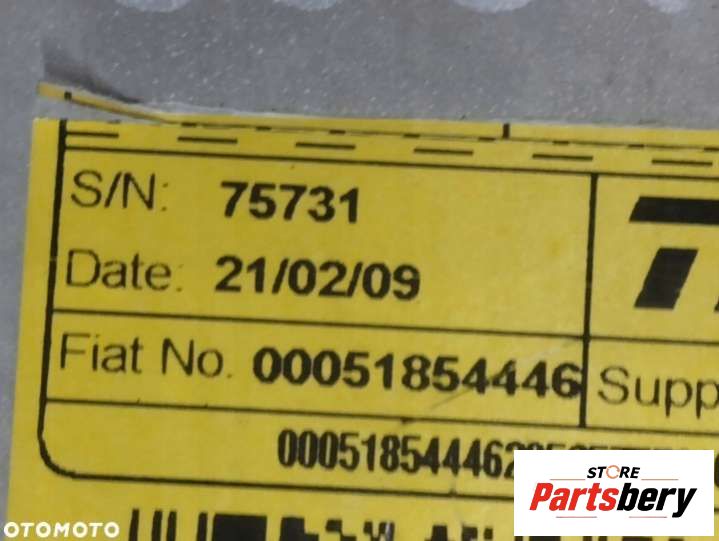 S/N: 75731
Date: 21/02/09
Fiat No. 00051854446
Supp
STORE
Partsbery
OTOMOTO